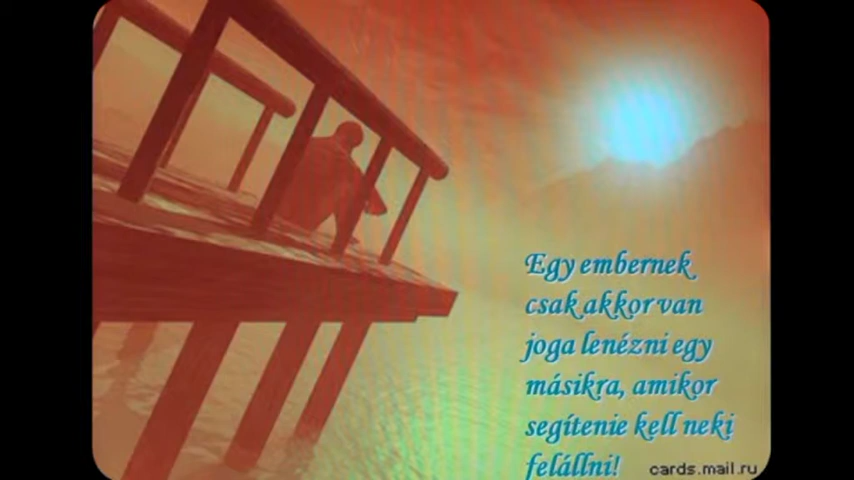 Egy embernek
csak akkor van
joga lenézni egy
másikra, amikor
segítenie kell neki
felállni!
cards.mail.ru